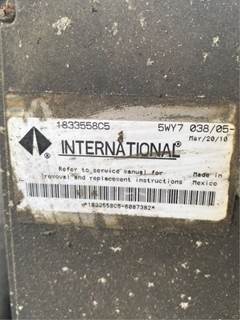 1833558C5 5WY7 038/05-
Mar/20/10
INTERNATIONAL®
Refer to service manual for Made in
removal and replacement instructions Mexico
*1833558C5-6087382*